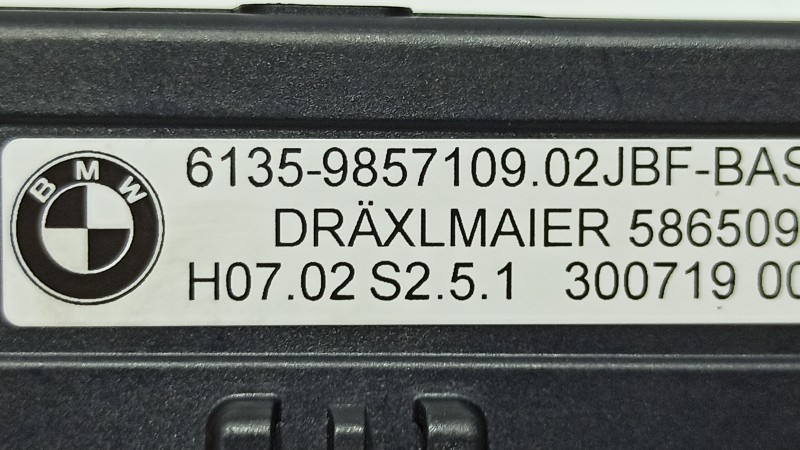 BMW
6135-9857109.02JBF-BAS
DRÄXLMAIER 586509
H07.02 S2.5.1 300719 00